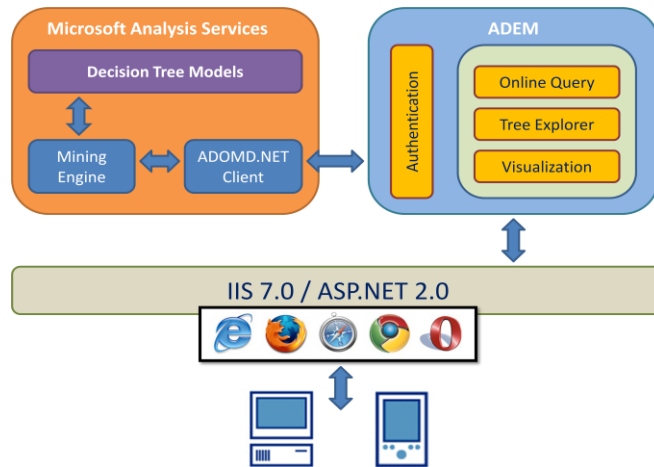 Microsoft Analysis Services
Decision Tree Models
Mining
Engine
ADOMD.NET
Client
ADEM
Authentication
Online Query
Tree Explorer
Visualization
IIS 7.0 / ASP.NET 2.0